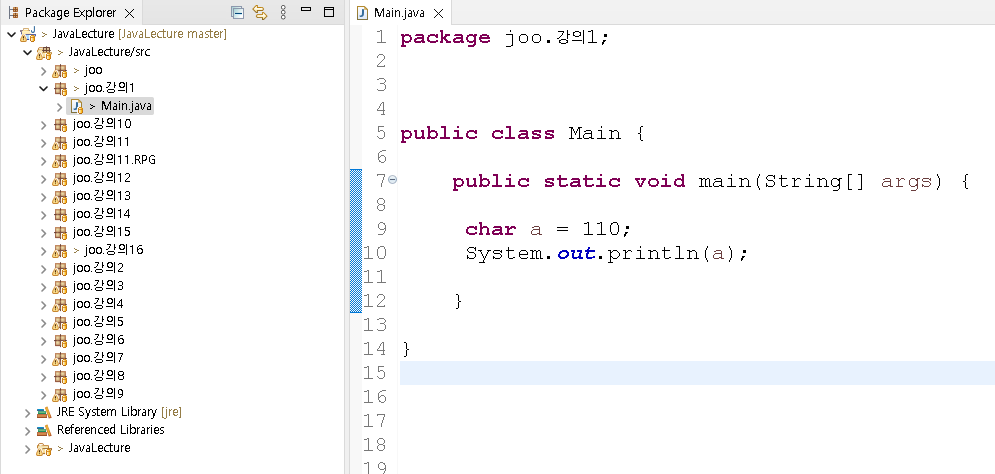 Package Explorer
> JavaLecture [JavaLecture master]
> JavaLecture/src
> joo
> joo.강의1
> Main.java
joo.강의10
joo.강의11
joo.강의11.RPG
joo.강의12
joo.강의13
joo.강의14
joo.강의15
> joo.강의16
joo.강의2
joo.강의3
joo.강의4
joo.강의5
joo.강의6
joo.강의7
joo.강의8
joo.강의9
JRE System Library [jre]
Referenced Libraries
> JavaLecture
Main.java
1 package joo.강의1;
2
3
4
5 public class Main {
6
7 public static void main(String[] args) {
8
9 char a = 110;
10 System.out.println(a);
11
12 }
13
14 }
15
16
17
18
19